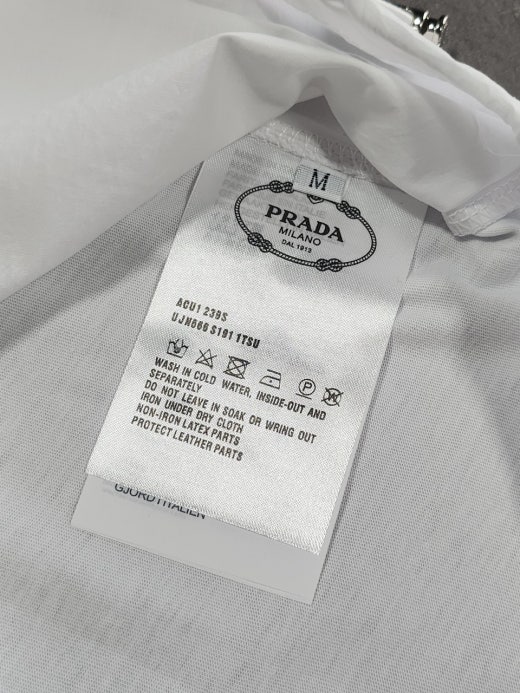 M
PRADA
MILANO
DAL 1913
ACU1 239S
UJN666 S191 1TSU
P
WASH IN COLD WATER, INSIDE-OUT AND
SEPARATELY
DO NOT LEAVE IN SOAK OR WRING OUT
IRON UNDER DRY CLOTH
NON-IRON LATEX PARTS
PROTECT LEATHER PARTS
GJORD I ITALIEN